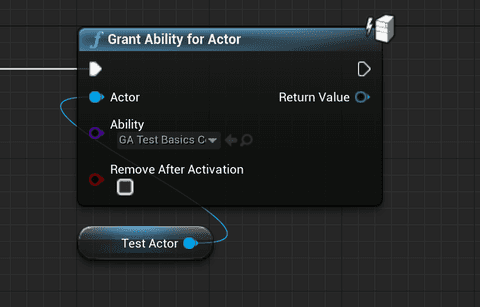 Grant Ability for Actor
Actor
Return Value
Ability
GA Test Basics C
Remove After Activation
Test Actor